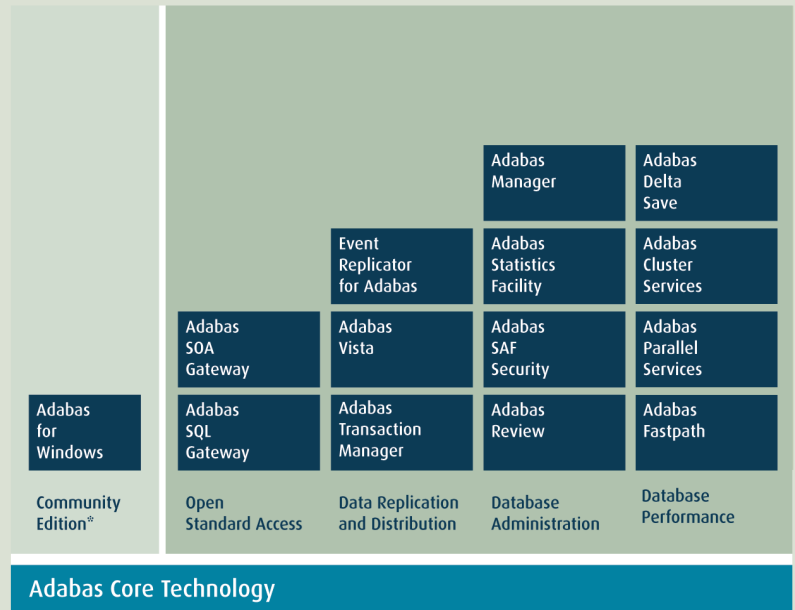 Adabas
Manager
Adabas
Delta
Save
Event
Replicator
for Adabas
Adabas
Statistics
Facility
Adabas
Cluster
Services
Adabas
SOA
Gateway
Adabas
Vista
Adabas
SAF
Security
Adabas
Parallel
Services
Adabas
for
Windows
Adabas
SQL
Gateway
Adabas
Transaction
Manager
Adabas
Review
Adabas
Fastpath
Community
Edition*
Open
Standard Access
Data Replication
and Distribution
Database
Administration
Database
Performance
Adabas Core Technology